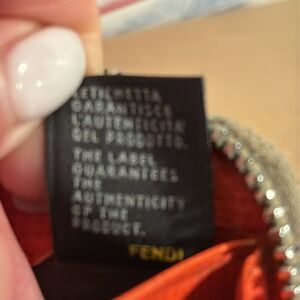 L'ETICHETTA
GARANTISCE
L'AUTENTICITA'
DEL PRODOTTO.
THE LABEL
GUARANTEES
THE
AUTHENTICITY
OF THE
PRODUCT.
FENDI